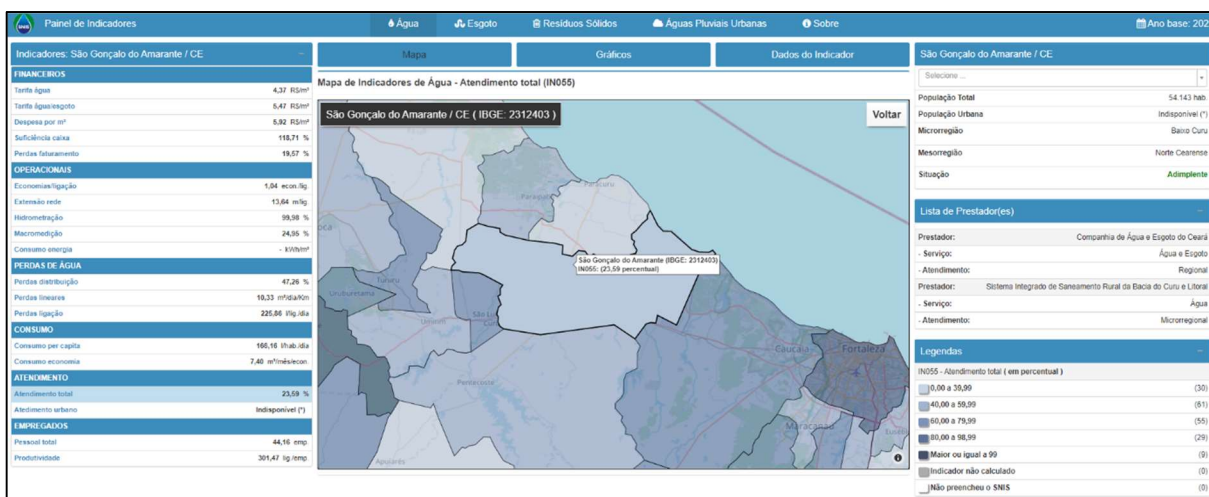 Painel de Indicadores
Água
Esgoto
Resíduos Sólidos
Águas Pluviais Urbanas
Sobre
Ano base: 202
Indicadores: São Gonçalo do Amarante / CE
FINANCEIROS
Tarifa água 4,37 R$/m³
Tarifa água/esgoto 5,47 R$/m³
Despesa por m³ 5,92 R$/m³
Suficiência caixa 118,71 %
Perdas faturamento 19,57 %
OPERACIONAIS
Economias/ligação 1,04 econ./lig.
Extensão rede 13,64 m/lig.
Hidrometração 99,98 %
Macromedição 24,95 %
Consumo energia - kWh/m³
PERDAS DE ÁGUA
Perdas distribuição 47,26 %
Perdas lineares 10,33 m³/dia/Km
Perdas ligação 225,86 l/lig./dia
CONSUMO
Consumo per capita 166,16 l/hab./dia
Consumo economia 7,40 m³/mês/econ.
ATENDIMENTO
Atendimento total 23,59 %
Atedimento urbano Indisponível (*)
EMPREGADOS
Pessoal total 44,16 emp.
Produtividade 301,47 lig./emp.
Mapa
Gráficos
Dados do Indicador
Mapa de Indicadores de Água - Atendimento total (IN055)
São Gonçalo do Amarante / CE ( IBGE: 2312403 )
Voltar
Paracuru
Paraipaba
São Gonçalo do Amarante (IBGE: 2312403)
IN055: (23,59 percentual)
Tururu
Uruburetama
Umirim
Caucaia
Fortaleza
Pentecoste
Maracanaú
Apuiarés
São Gonçalo do Amarante / CE
Selecione ...
População Total 54.143 hab.
População Urbana Indisponível (*)
Microrregião Baixo Curu
Mesorregião Norte Cearense
Situação Adimplente
Lista de Prestador(es)
Prestador: Companhia de Água e Esgoto do Ceará
- Serviço: Água e Esgoto
- Atendimento: Regional
Prestador: Sistema Integrado de Saneamento Rural da Bacia do Curu e Litoral
- Serviço: Água
- Atendimento: Microrregional
Legendas
IN055 - Atendimento total ( em percentual )
0,00 a 39,99 (30)
40,00 a 59,99 (61)
60,00 a 79,99 (55)
80,00 a 98,99 (29)
Maior ou igual a 99 (9)
Indicador não calculado (0)
Não preencheu o SNIS (0)